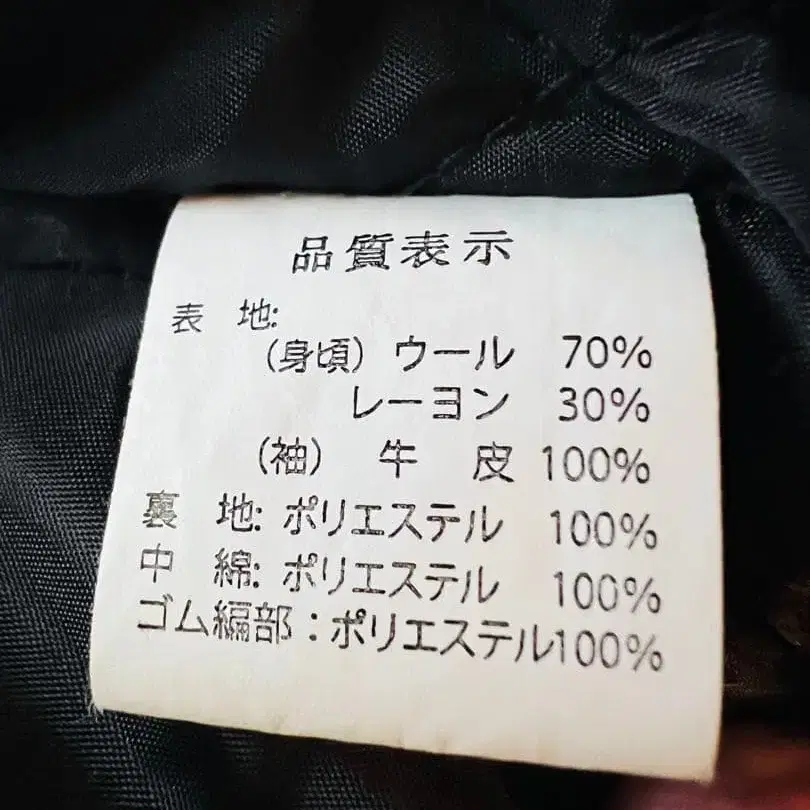 品質表示
表 地:
(身頃) ウール 70%
レーヨン 30%
(袖) 牛 皮 100%
裏 地: ポリエステル 100%
中 綿: ポリエステル 100%
ゴム編部:ポリエステル100%